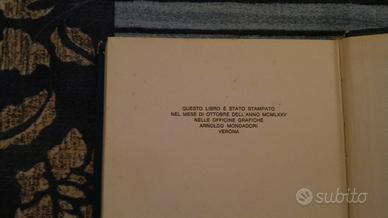 QUESTO LIBRO È STATO STAMPATO
NEL MESE DI OTTOBRE DELL'ANNO MCMLXXV
NELLE OFFICINE GRAFICHE
ARNOLDO MONDADORI
VERONA
subito